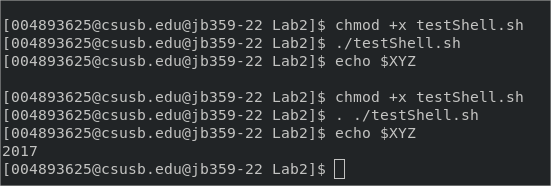 [004893625@csusb.edu@jb359-22 Lab2]$ chmod +x testShell.sh
[004893625@csusb.edu@jb359-22 Lab2]$ ./testShell.sh
[004893625@csusb.edu@jb359-22 Lab2]$ echo $XYZ
[004893625@csusb.edu@jb359-22 Lab2]$ chmod +x testShell.sh
[004893625@csusb.edu@jb359-22 Lab2]$ . ./testShell.sh
[004893625@csusb.edu@jb359-22 Lab2]$ echo $XYZ
2017
[004893625@csusb.edu@jb359-22 Lab2]$